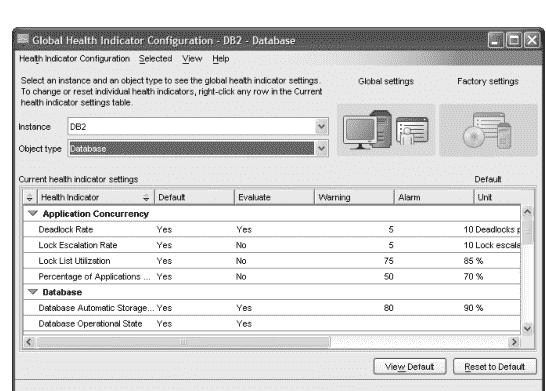 Global Health Indicator Configuration - DB2 - Database
Health Indicator Configuration Selected View Help
Select an instance and an object type to see the global health indicator settings.
To change or reset individual health indicators, right-click any row in the Current
health indicator settings table.
Global settings
Factory settings
Instance DB2
Object type Database
Current health indicator settings Default
Health Indicator Default Evaluate Warning Alarm Unit
Application Concurrency
Deadlock Rate Yes Yes 5 10 Deadlocks p
Lock Escalation Rate Yes No 5 10 Lock escala
Lock List Utilization Yes No 75 85 %
Percentage of Applications ... Yes No 50 70 %
Database
Database Automatic Storage... Yes Yes 80 90 %
Database Operational State Yes Yes
View Default Reset to Default